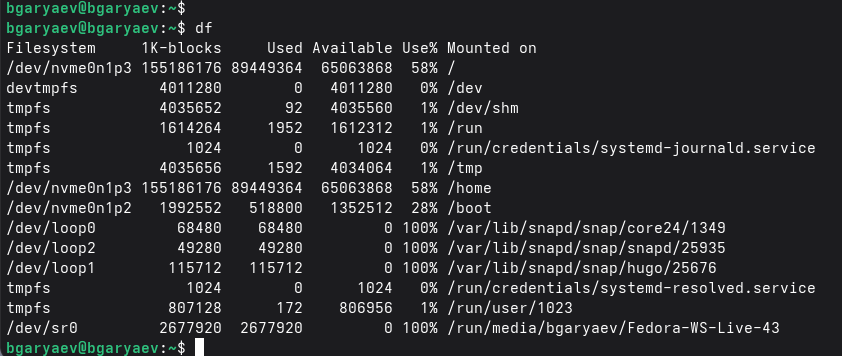 bgaryaev@bgaryaev:~$
bgaryaev@bgaryaev:~$ df
Filesystem     1K-blocks     Used Available Use% Mounted on
/dev/nvme0n1p3 155186176 89449364  65063868  58% /
devtmpfs         4011280        0   4011280   0% /dev
tmpfs            4035652       92   4035560   1% /dev/shm
tmpfs            1614264     1952   1612312   1% /run
tmpfs               1024        0      1024   0% /run/credentials/systemd-journald.service
tmpfs            4035656     1592   4034064   1% /tmp
/dev/nvme0n1p3 155186176 89449364  65063868  58% /home
/dev/nvme0n1p2   1992552   518800   1352512  28% /boot
/dev/loop0         68480    68480         0 100% /var/lib/snapd/snap/core24/1349
/dev/loop2         49280    49280         0 100% /var/lib/snapd/snap/snapd/25935
/dev/loop1        115712   115712         0 100% /var/lib/snapd/snap/hugo/25676
tmpfs               1024        0      1024   0% /run/credentials/systemd-resolved.service
tmpfs             807128      172    806956   1% /run/user/1023
/dev/sr0         2677920  2677920         0 100% /run/media/bgaryaev/Fedora-WS-Live-43
bgaryaev@bgaryaev:~$